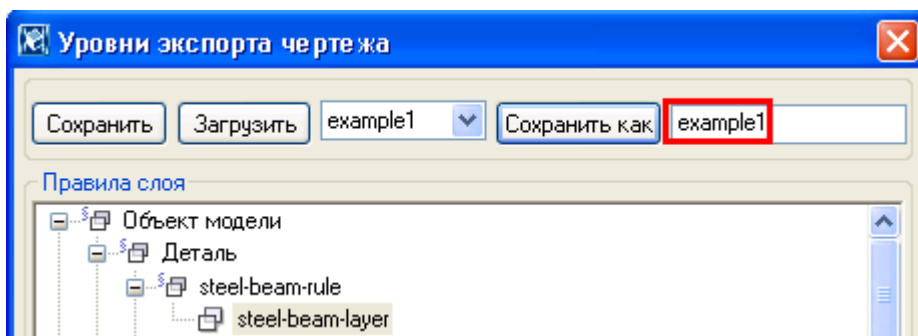 Уровни экспорта чертежа
Сохранить Загрузить example1 Сохранить как example1
Правила слоя
Объект модели
Деталь
steel-beam-rule
steel-beam-layer